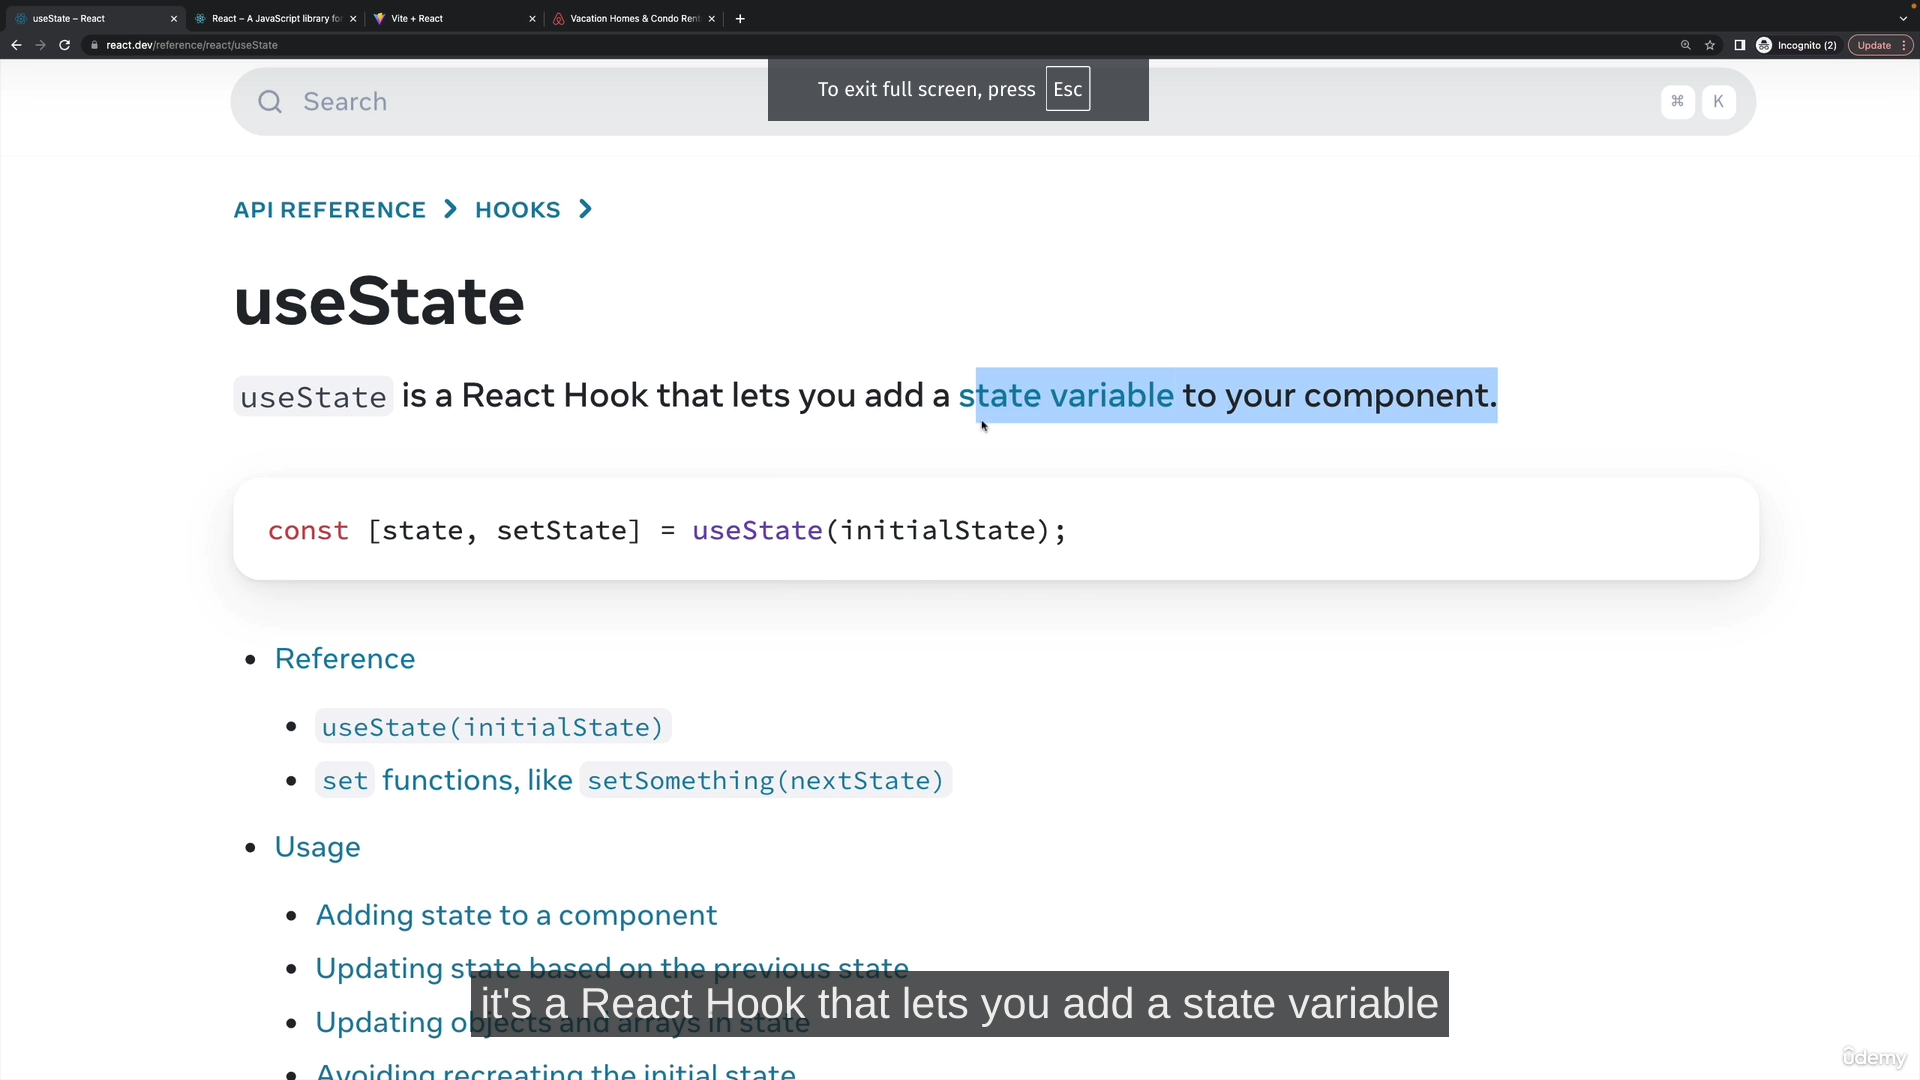 useState – React
React – A JavaScript library for
Vite + React
Vacation Homes & Condo Rent
react.dev/reference/react/useState
Incognito (2)
Update
Search
To exit full screen, press Esc
⌘ K
API REFERENCE
HOOKS
useState
useState is a React Hook that lets you add a state variable to your component.
const [state, setState] = useState(initialState);
Reference
useState(initialState)
set functions, like setSomething(nextState)
Usage
Adding state to a component
Updating state based on the previous state
it's a React Hook that lets you add a state variable
Updating objects and arrays in state
Avoiding recreating the initial state
ûdemy